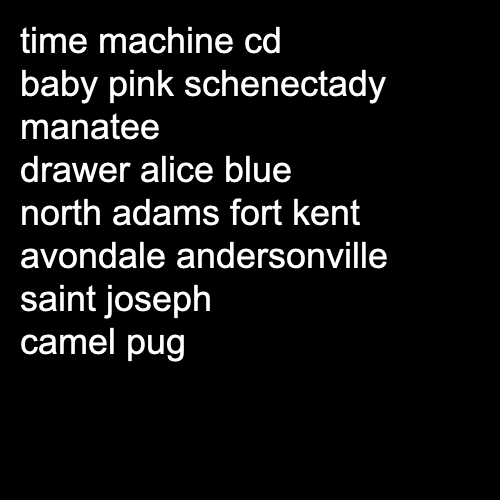 time machine cd
baby pink schenectady
manatee
drawer alice blue
north adams fort kent
avondale andersonville
saint joseph
camel pug